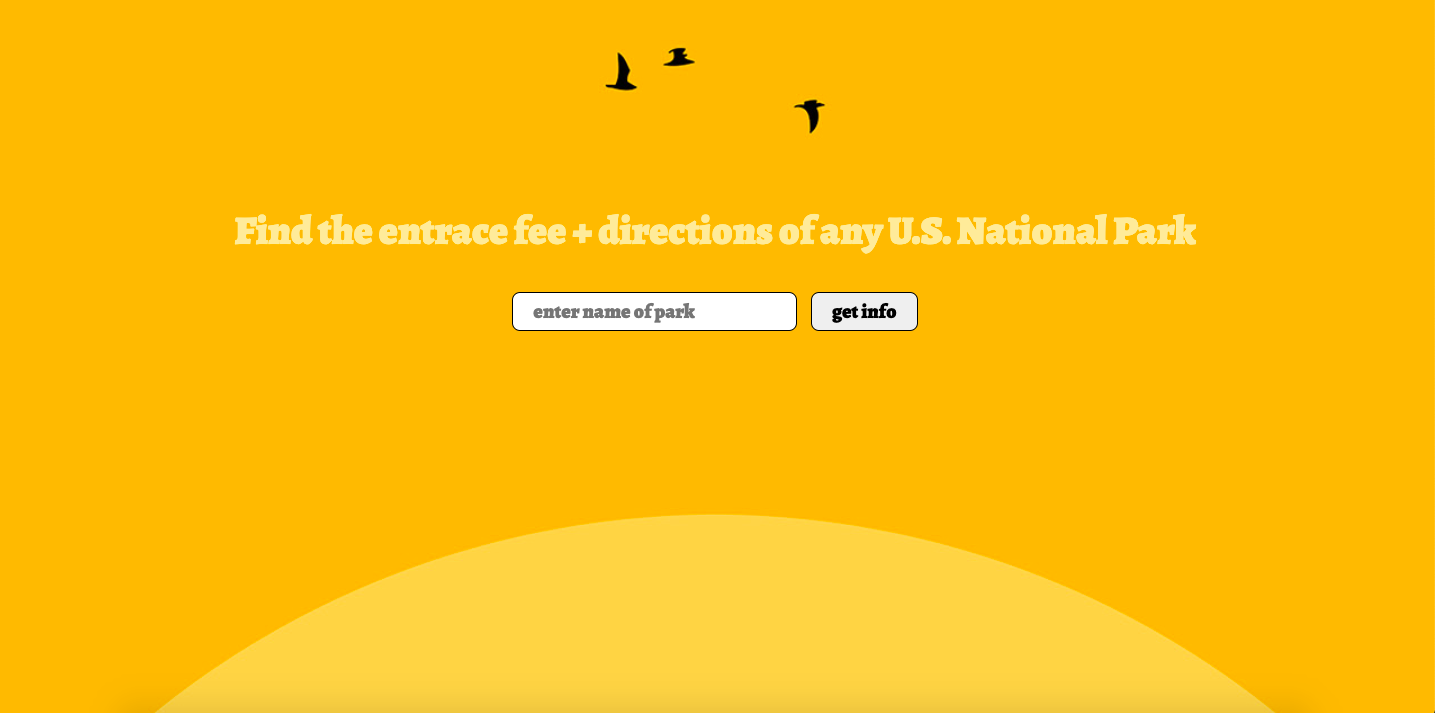 Find the entrace fee + directions of any U.S. National Park
enter name of park
get info